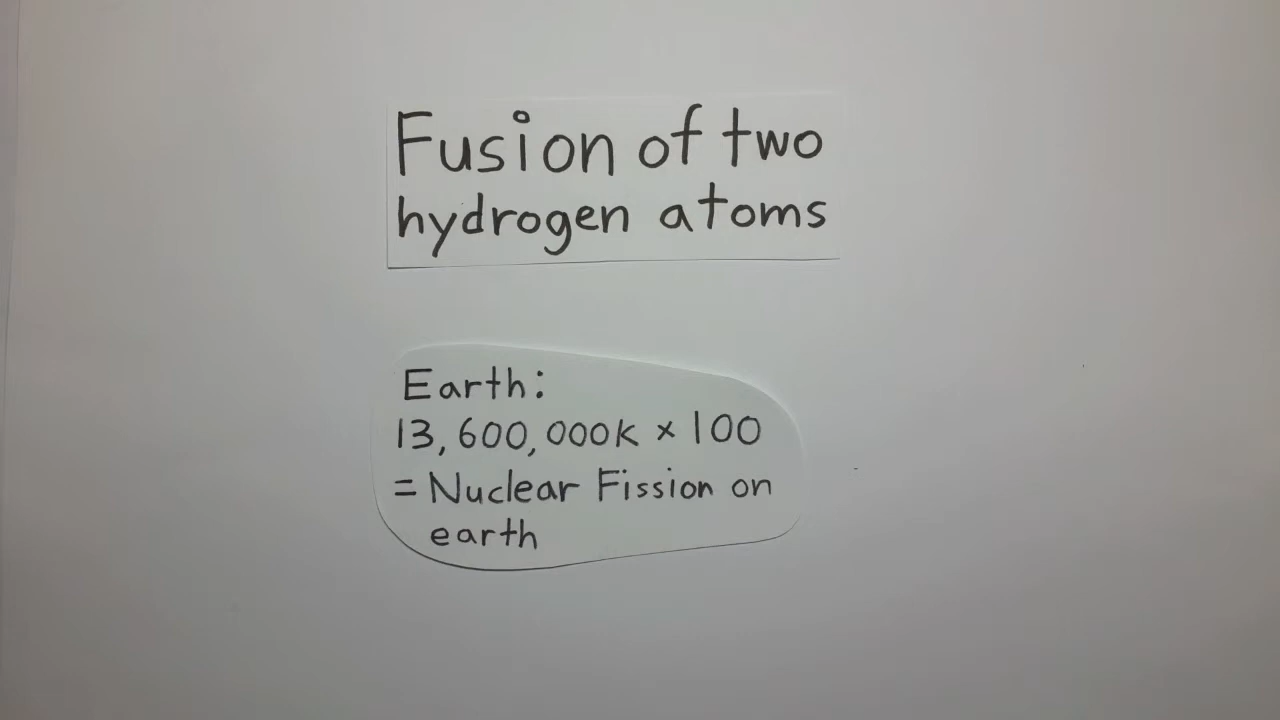 Fusion of two
hydrogen atoms
Earth:
13,600,000K × 100
= Nuclear Fission on
earth